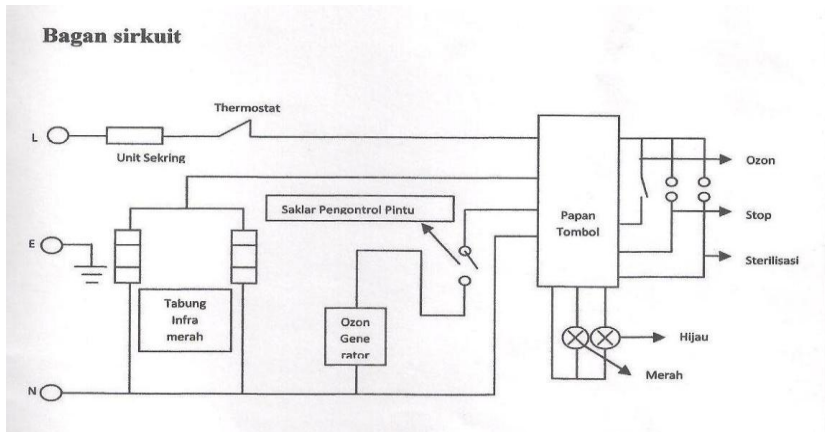 Bagan sirkuit
Thermostat
L
Unit Sekring
Ozon
Saklar Pengontrol Pintu
Papan
Tombol
Stop
E
Sterilisasi
Tabung
Infra
merah
Ozon
Gene
rator
Hijau
Merah
N